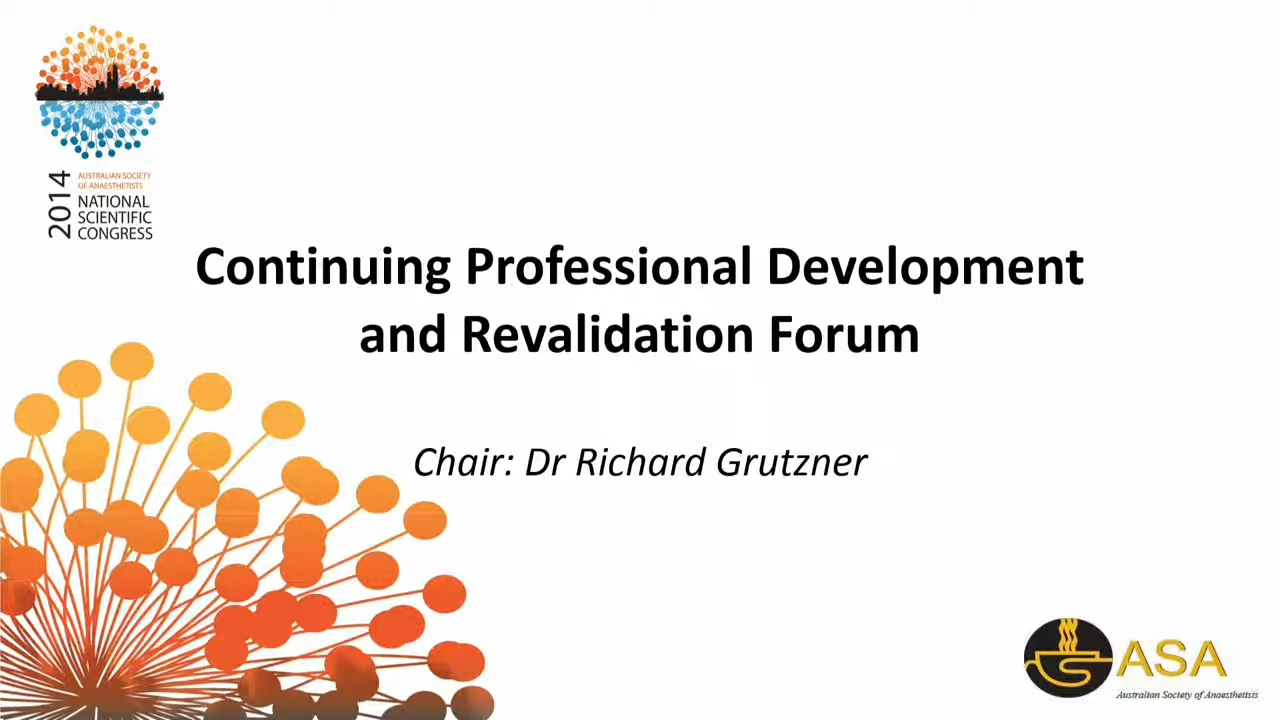 2014
AUSTRALIAN SOCIETY
OF ANAESTHETISTS
NATIONAL
SCIENTIFIC
CONGRESS
Continuing Professional Development
and Revalidation Forum
Chair: Dr Richard Grutzner
ASA
Australian Society of Anaesthetists